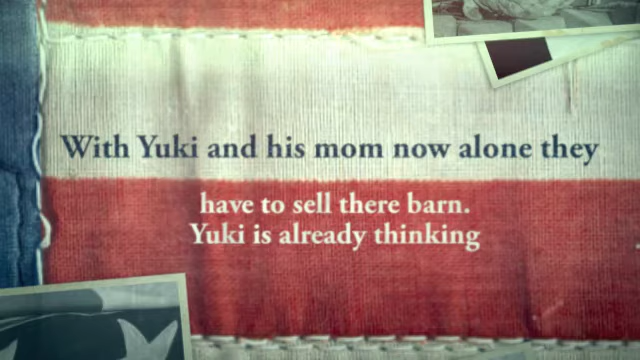 With Yuki and his mom now alone they
have to sell there barn.
Yuki is already thinking